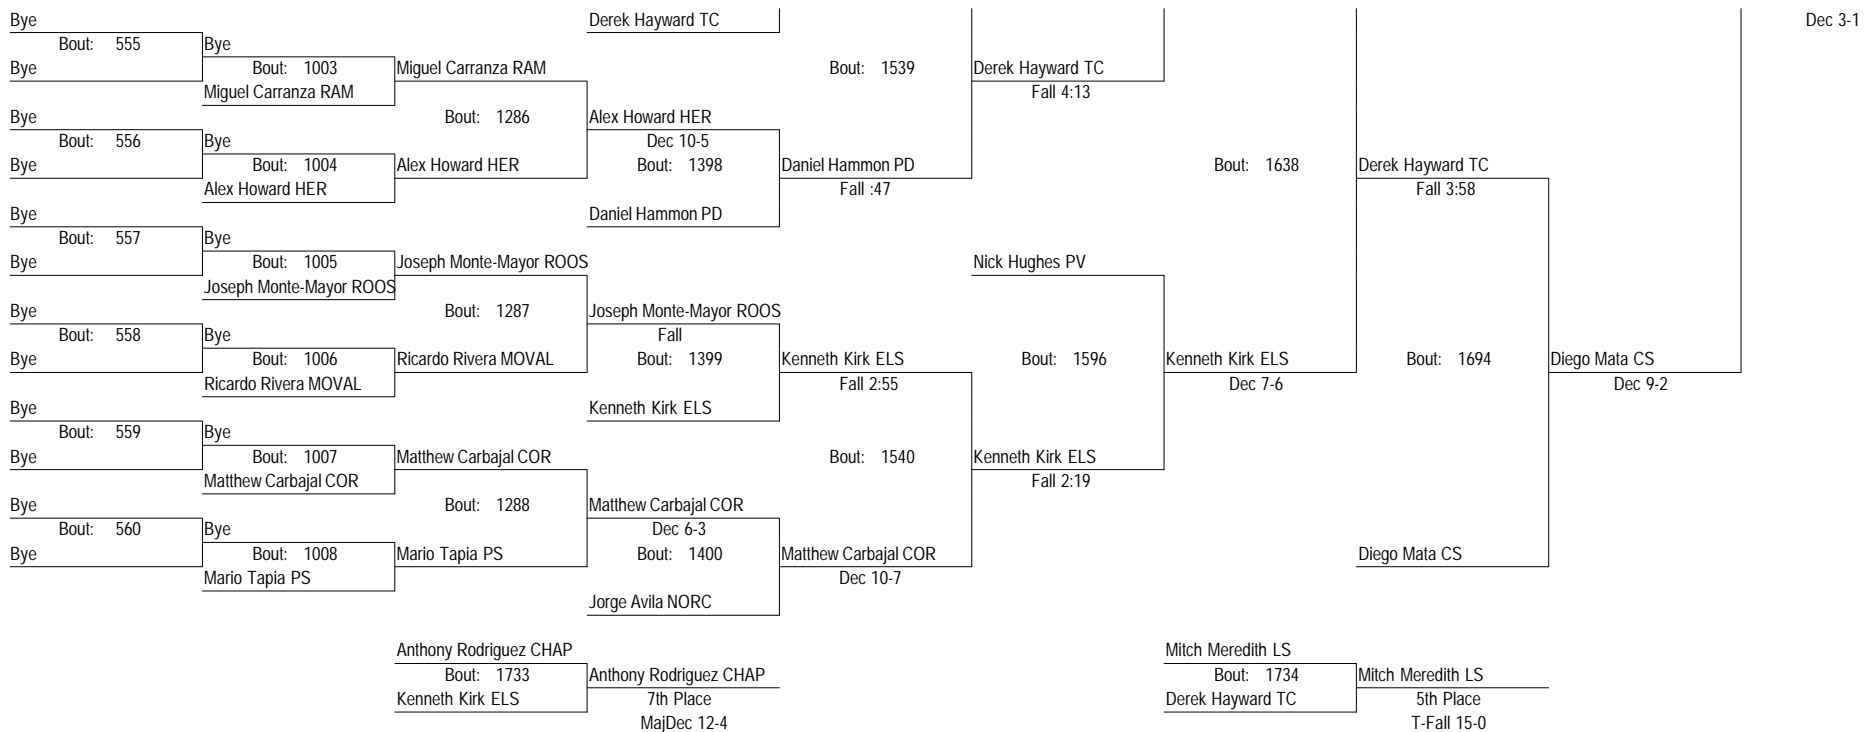 Bye Derek Hayward TC Dec 3-1
Bout: 555 Bye
Bye Bout: 1003 Miguel Carranza RAM Bout: 1539 Derek Hayward TC
Miguel Carranza RAM Fall 4:13
Bye Bout: 1286 Alex Howard HER
Bout: 556 Bye Dec 10-5
Bye Bout: 1004 Alex Howard HER Bout: 1398 Daniel Hammon PD Bout: 1638 Derek Hayward TC
Alex Howard HER Fall :47 Fall 3:58
Bye Daniel Hammon PD
Bout: 557 Bye
Bye Bout: 1005 Joseph Monte-Mayor ROOS Nick Hughes PV
Joseph Monte-Mayor ROOS
Bye Bout: 1287 Joseph Monte-Mayor ROOS
Bout: 558 Bye Fall
Bye Bout: 1006 Ricardo Rivera MOVAL Bout: 1399 Kenneth Kirk ELS Bout: 1596 Kenneth Kirk ELS Bout: 1694 Diego Mata CS
Ricardo Rivera MOVAL Fall 2:55 Dec 7-6 Dec 9-2
Bye Kenneth Kirk ELS
Bout: 559 Bye
Bye Bout: 1007 Matthew Carbajal COR Bout: 1540 Kenneth Kirk ELS
Matthew Carbajal COR Fall 2:19
Bye Bout: 1288 Matthew Carbajal COR
Bout: 560 Bye Dec 6-3
Bye Bout: 1008 Mario Tapia PS Bout: 1400 Matthew Carbajal COR Diego Mata CS
Mario Tapia PS Dec 10-7
Jorge Avila NORC
Anthony Rodriguez CHAP Mitch Meredith LS
Bout: 1733 Anthony Rodriguez CHAP Bout: 1734 Mitch Meredith LS
Kenneth Kirk ELS 7th Place Derek Hayward TC 5th Place
MajDec 12-4 T-Fall 15-0